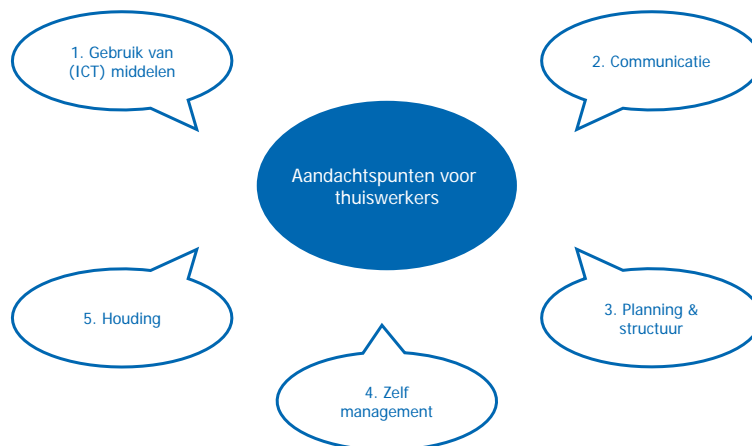 1. Gebruik van
(ICT) middelen
2. Communicatie
Aandachtspunten voor
thuiswerkers
3. Planning &
structuur
4. Zelf
management
5. Houding